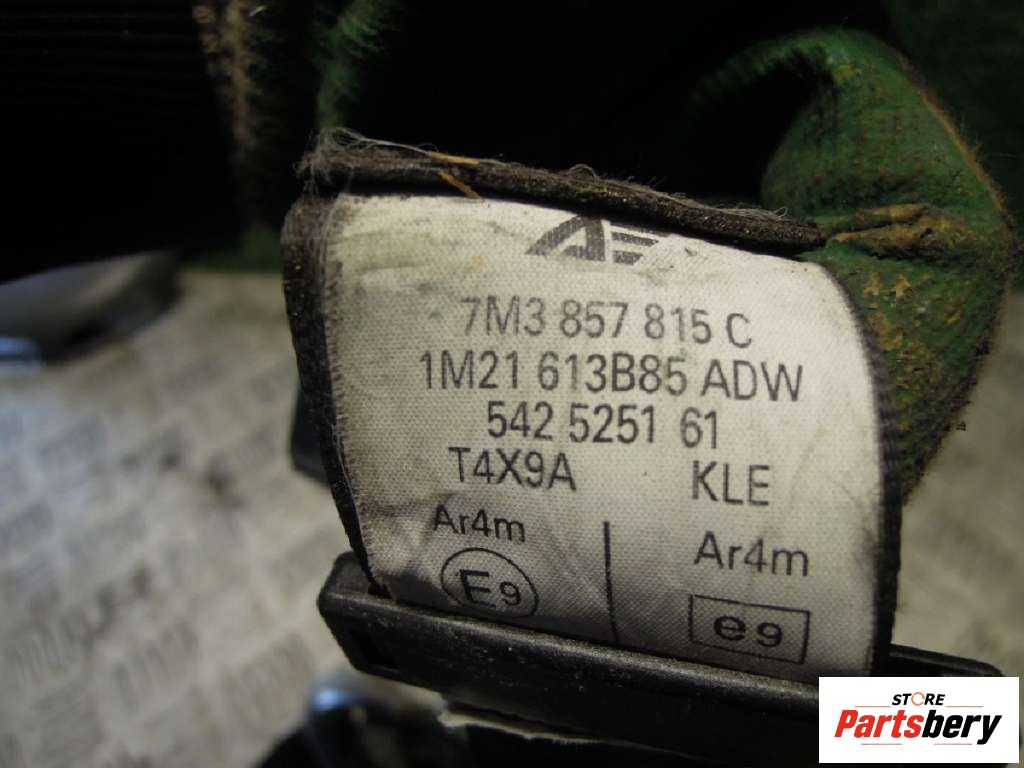 7M3 857 815 C
1M21 613B85 ADW
542 5251 61
T4X9A KLE
Ar4m Ar4m
E9 e9
STORE
Partsbery